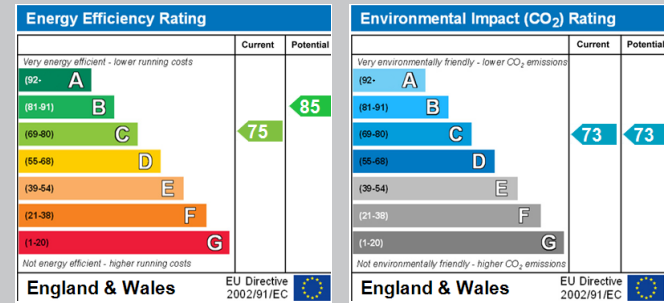 Energy Efficiency Rating
Current Potential
Very energy efficient - lower running costs
(92- A
(81-91) B 85
(69-80) C 75
(55-68) D
(39-54) E
(21-38) F
(1-20) G
Not energy efficient - higher running costs
England & Wales
EU Directive
2002/91/EC
Environmental Impact (CO₂) Rating
Current Potential
Very environmentally friendly - lower CO₂ emissions
(92- A
(81-91) B
(69-80) C 73 73
(55-68) D
(39-54) E
(21-38) F
(1-20) G
Not environmentally friendly - higher CO₂ emissions
England & Wales
EU Directive
2002/91/EC